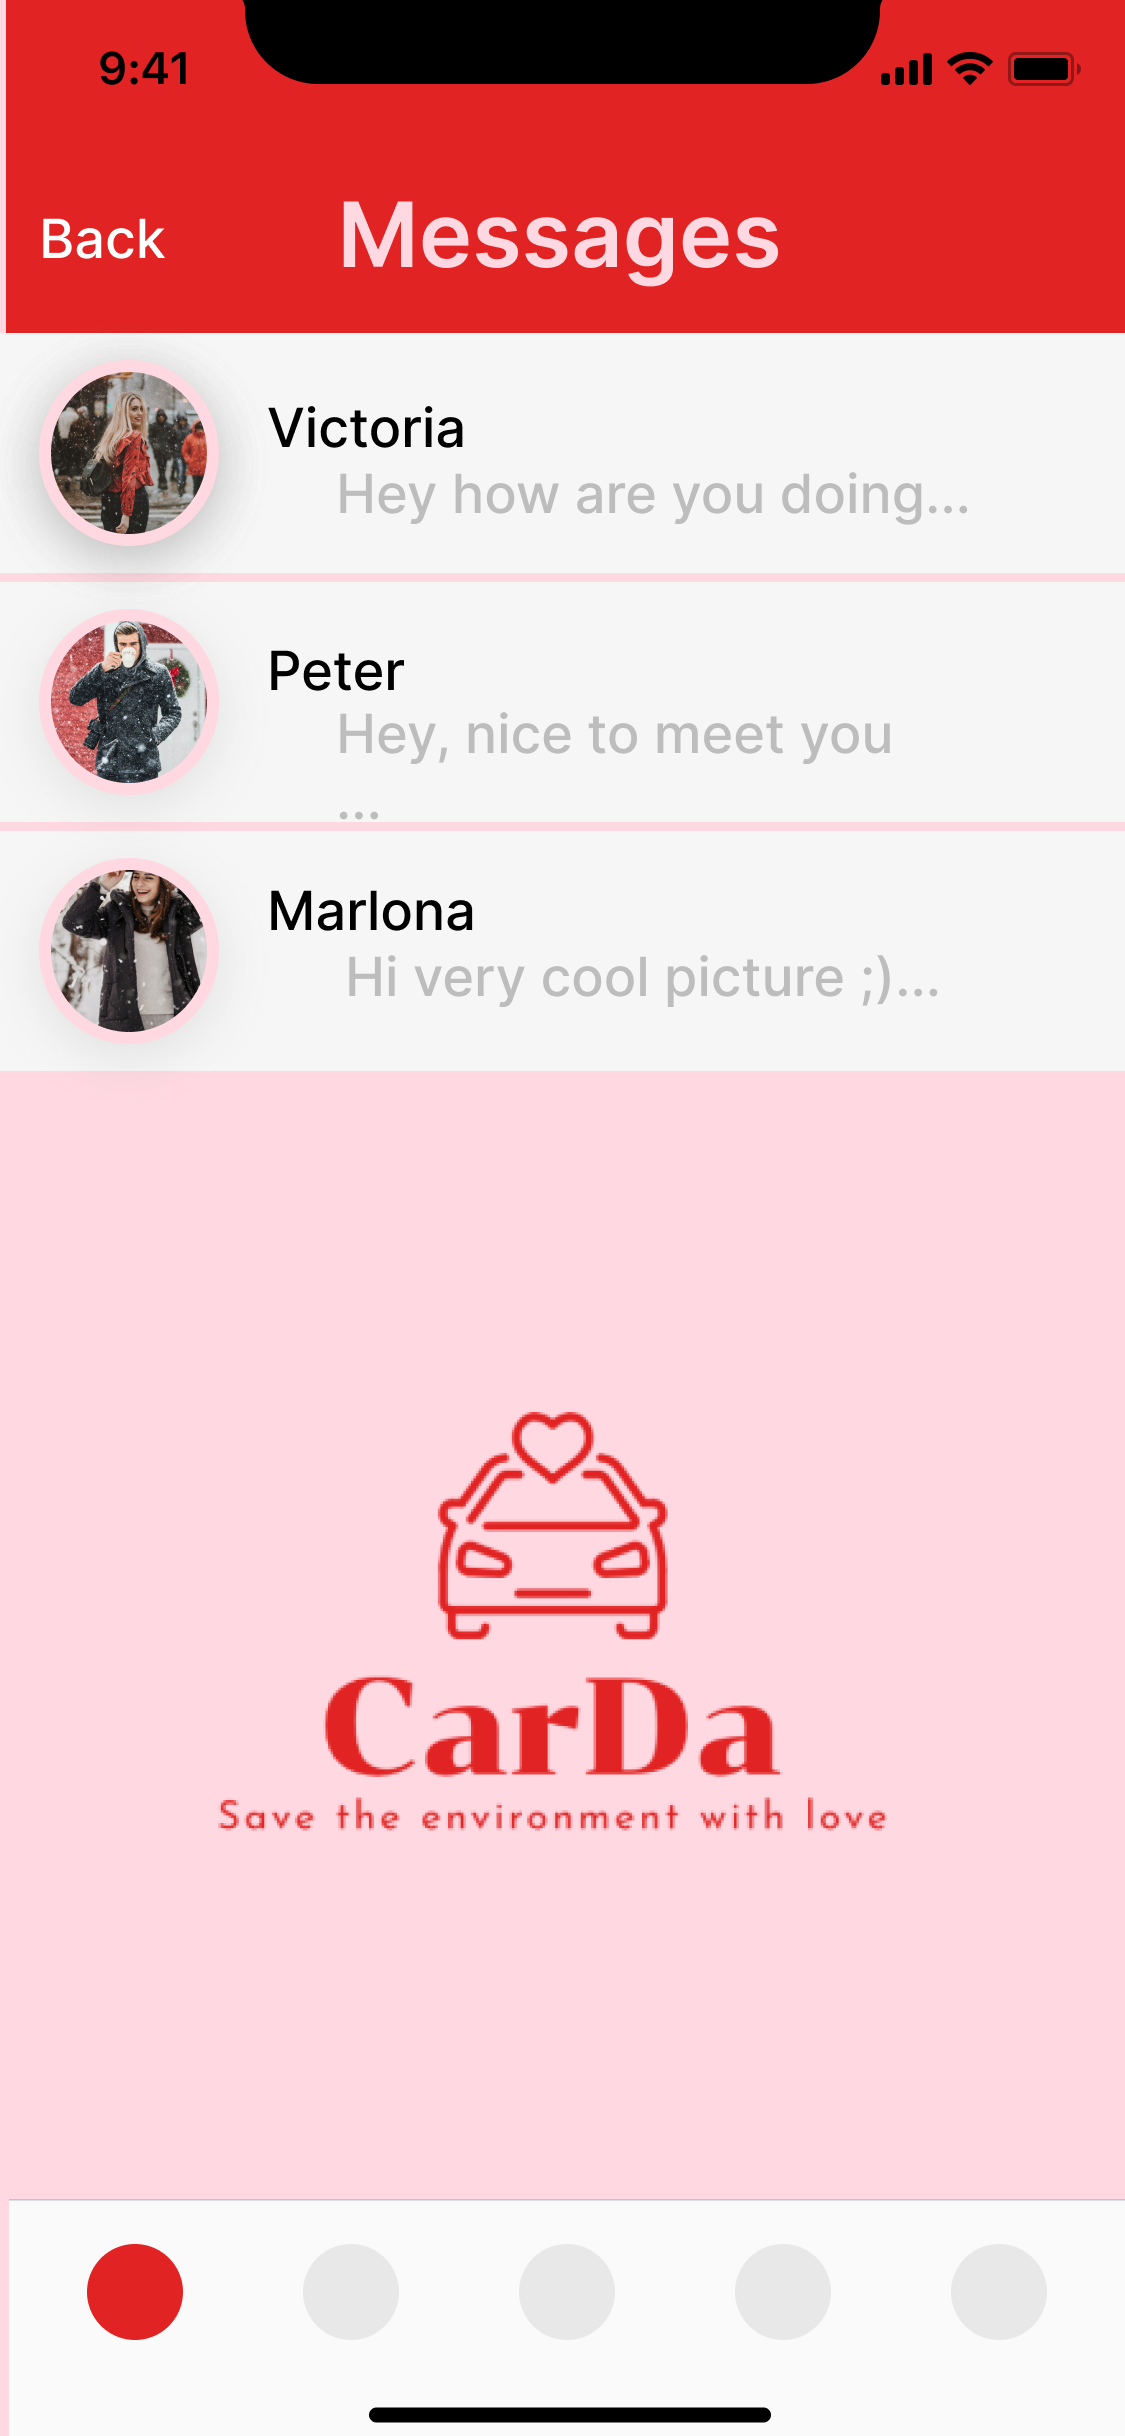 9:41
Back
Messages
Victoria
Hey how are you doing...
Peter
Hey, nice to meet you
...
Marlona
Hi very cool picture ;)...
CarDa
Save the environment with love